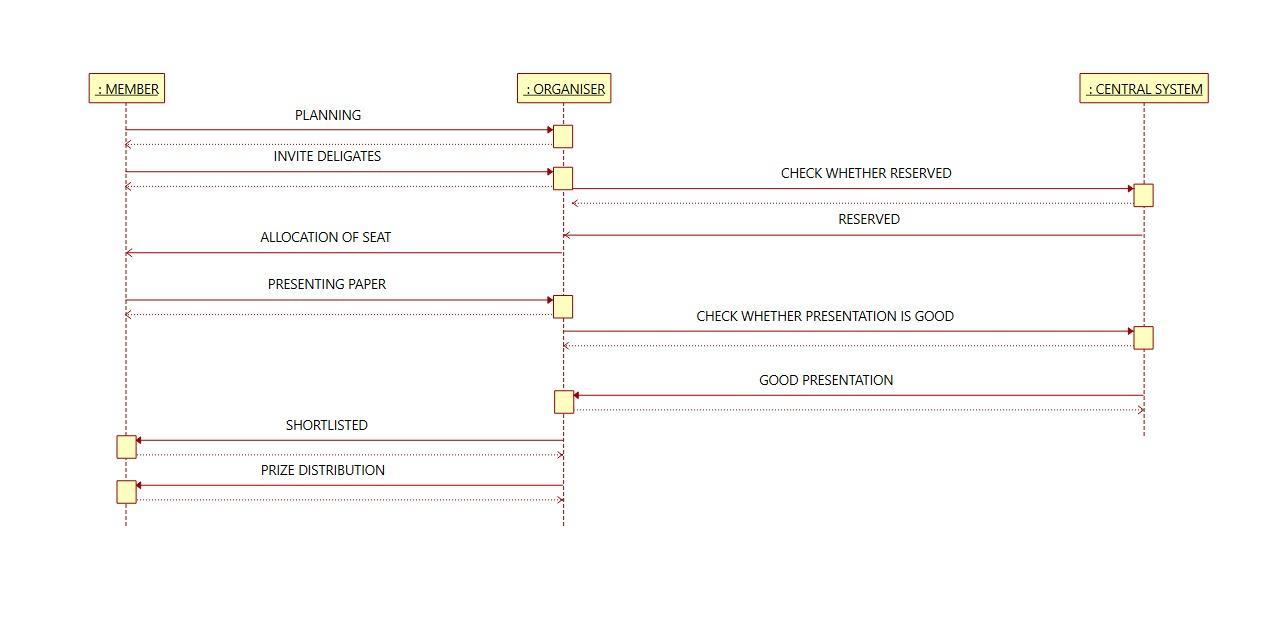 : MEMBER
: ORGANISER
: CENTRAL SYSTEM
PLANNING
INVITE DELIGATES
CHECK WHETHER RESERVED
RESERVED
ALLOCATION OF SEAT
PRESENTING PAPER
CHECK WHETHER PRESENTATION IS GOOD
GOOD PRESENTATION
SHORTLISTED
PRIZE DISTRIBUTION